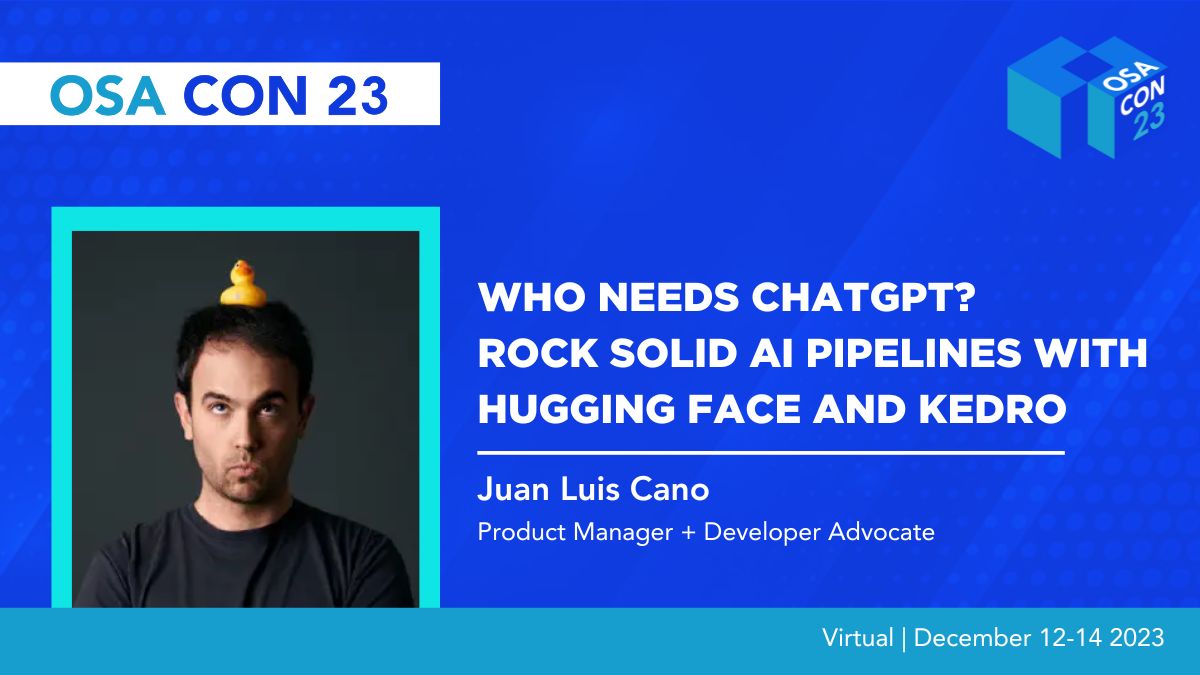 OSA CON 23
OSA
CON
23
WHO NEEDS CHATGPT?
ROCK SOLID AI PIPELINES WITH
HUGGING FACE AND KEDRO
Juan Luis Cano
Product Manager + Developer Advocate
Virtual | December 12-14 2023